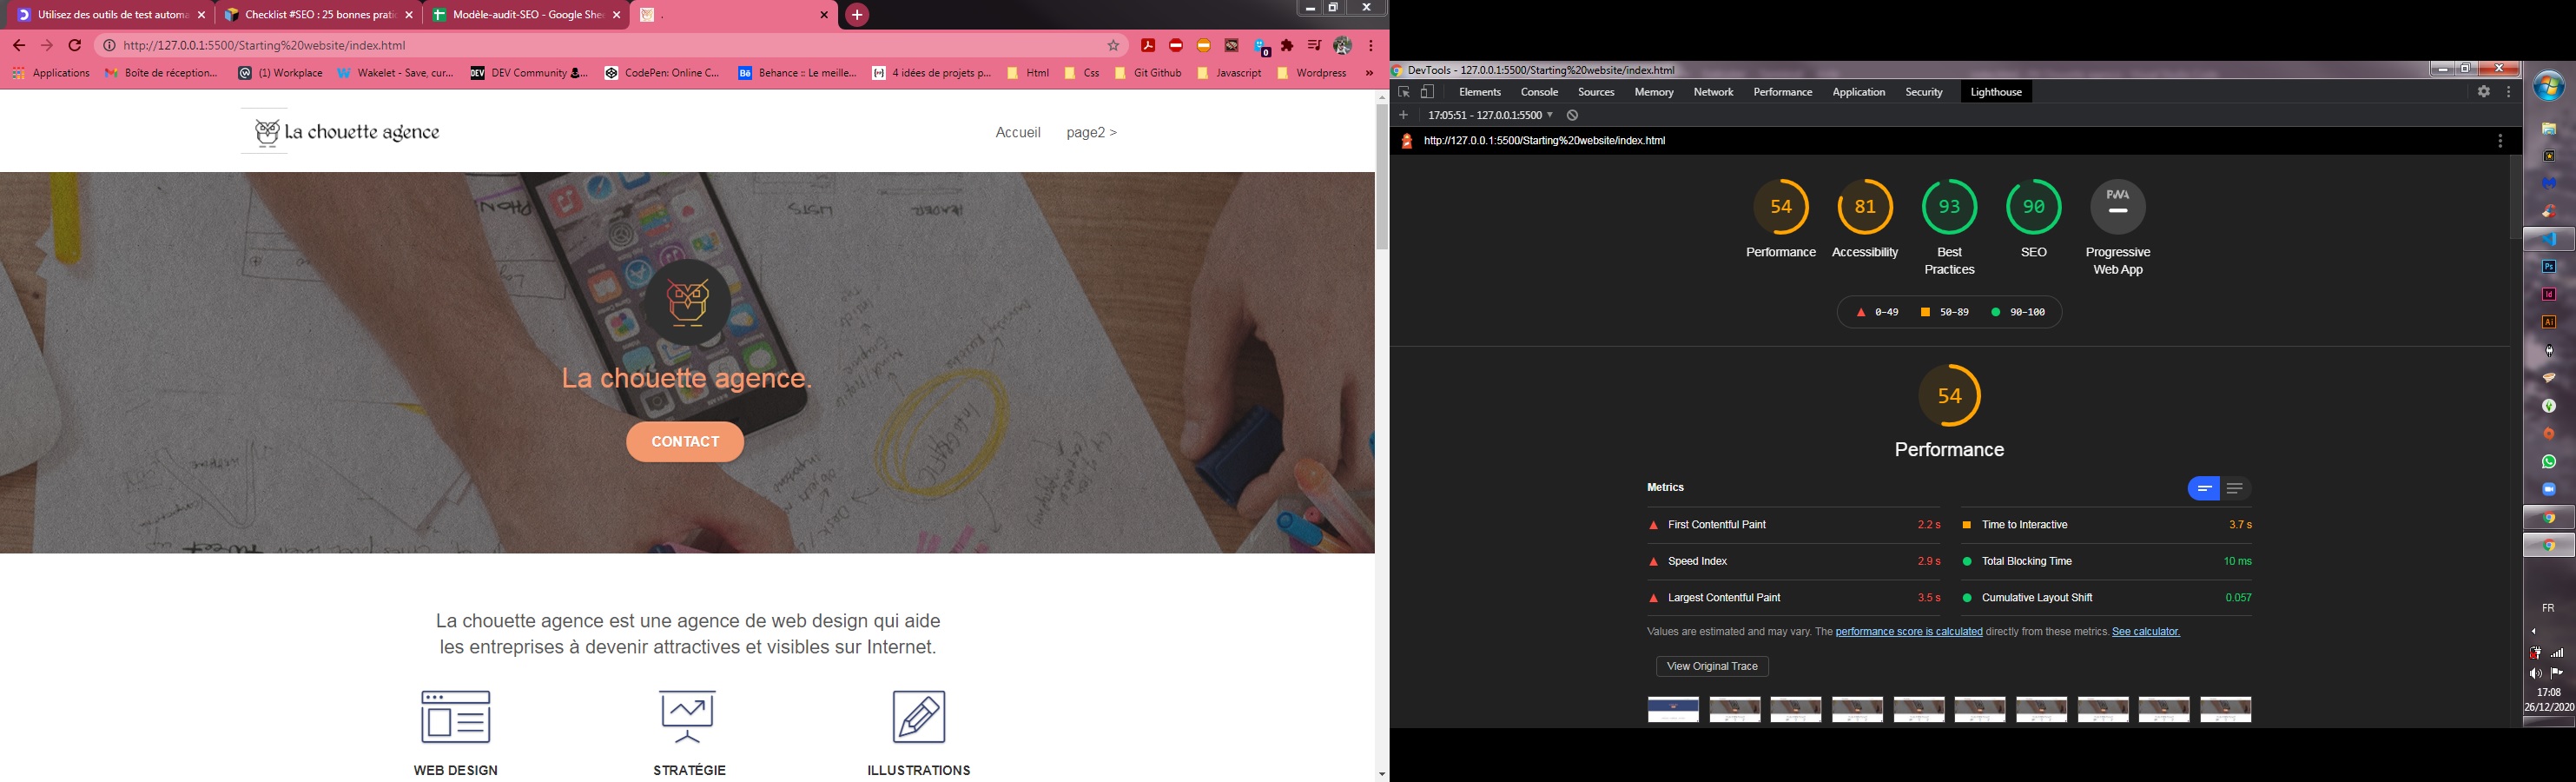 Utilisez des outils de test automa
Checklist #SEO : 25 bonnes pratic
Modèle-audit-SEO - Google Shee
.
http://127.0.0.1:5500/Starting%20website/index.html
0
Applications
Boîte de réception...
(1) Workplace
Wakelet - Save, cur...
DEV Community
CodePen: Online C...
Behance :: Le meille...
4 idées de projets p...
Html
Css
Git Github
Javascript
Wordpress
»
La chouette agence
Accueil
page2 >
La chouette agence.
CONTACT
La chouette agence est une agence de web design qui aide
les entreprises à devenir attractives et visibles sur Internet.
WEB DESIGN
STRATÉGIE
ILLUSTRATIONS
DevTools - 127.0.0.1:5500/Starting%20website/index.html
Elements
Console
Sources
Memory
Network
Performance
Application
Security
Lighthouse
17:05:51 - 127.0.0.1:5500
http://127.0.0.1:5500/Starting%20website/index.html
54
81
93
90
PWA
Performance
Accessibility
Best
Practices
SEO
Progressive
Web App
0–49
50–89
90–100
54
Performance
Metrics
First Contentful Paint
2.2 s
Time to Interactive
3.7 s
Speed Index
2.9 s
Total Blocking Time
10 ms
Largest Contentful Paint
3.5 s
Cumulative Layout Shift
0.057
Values are estimated and may vary. The performance score is calculated directly from these metrics. See calculator.
View Original Trace
Ps
Id
Ai
FR
17:08
26/12/2020